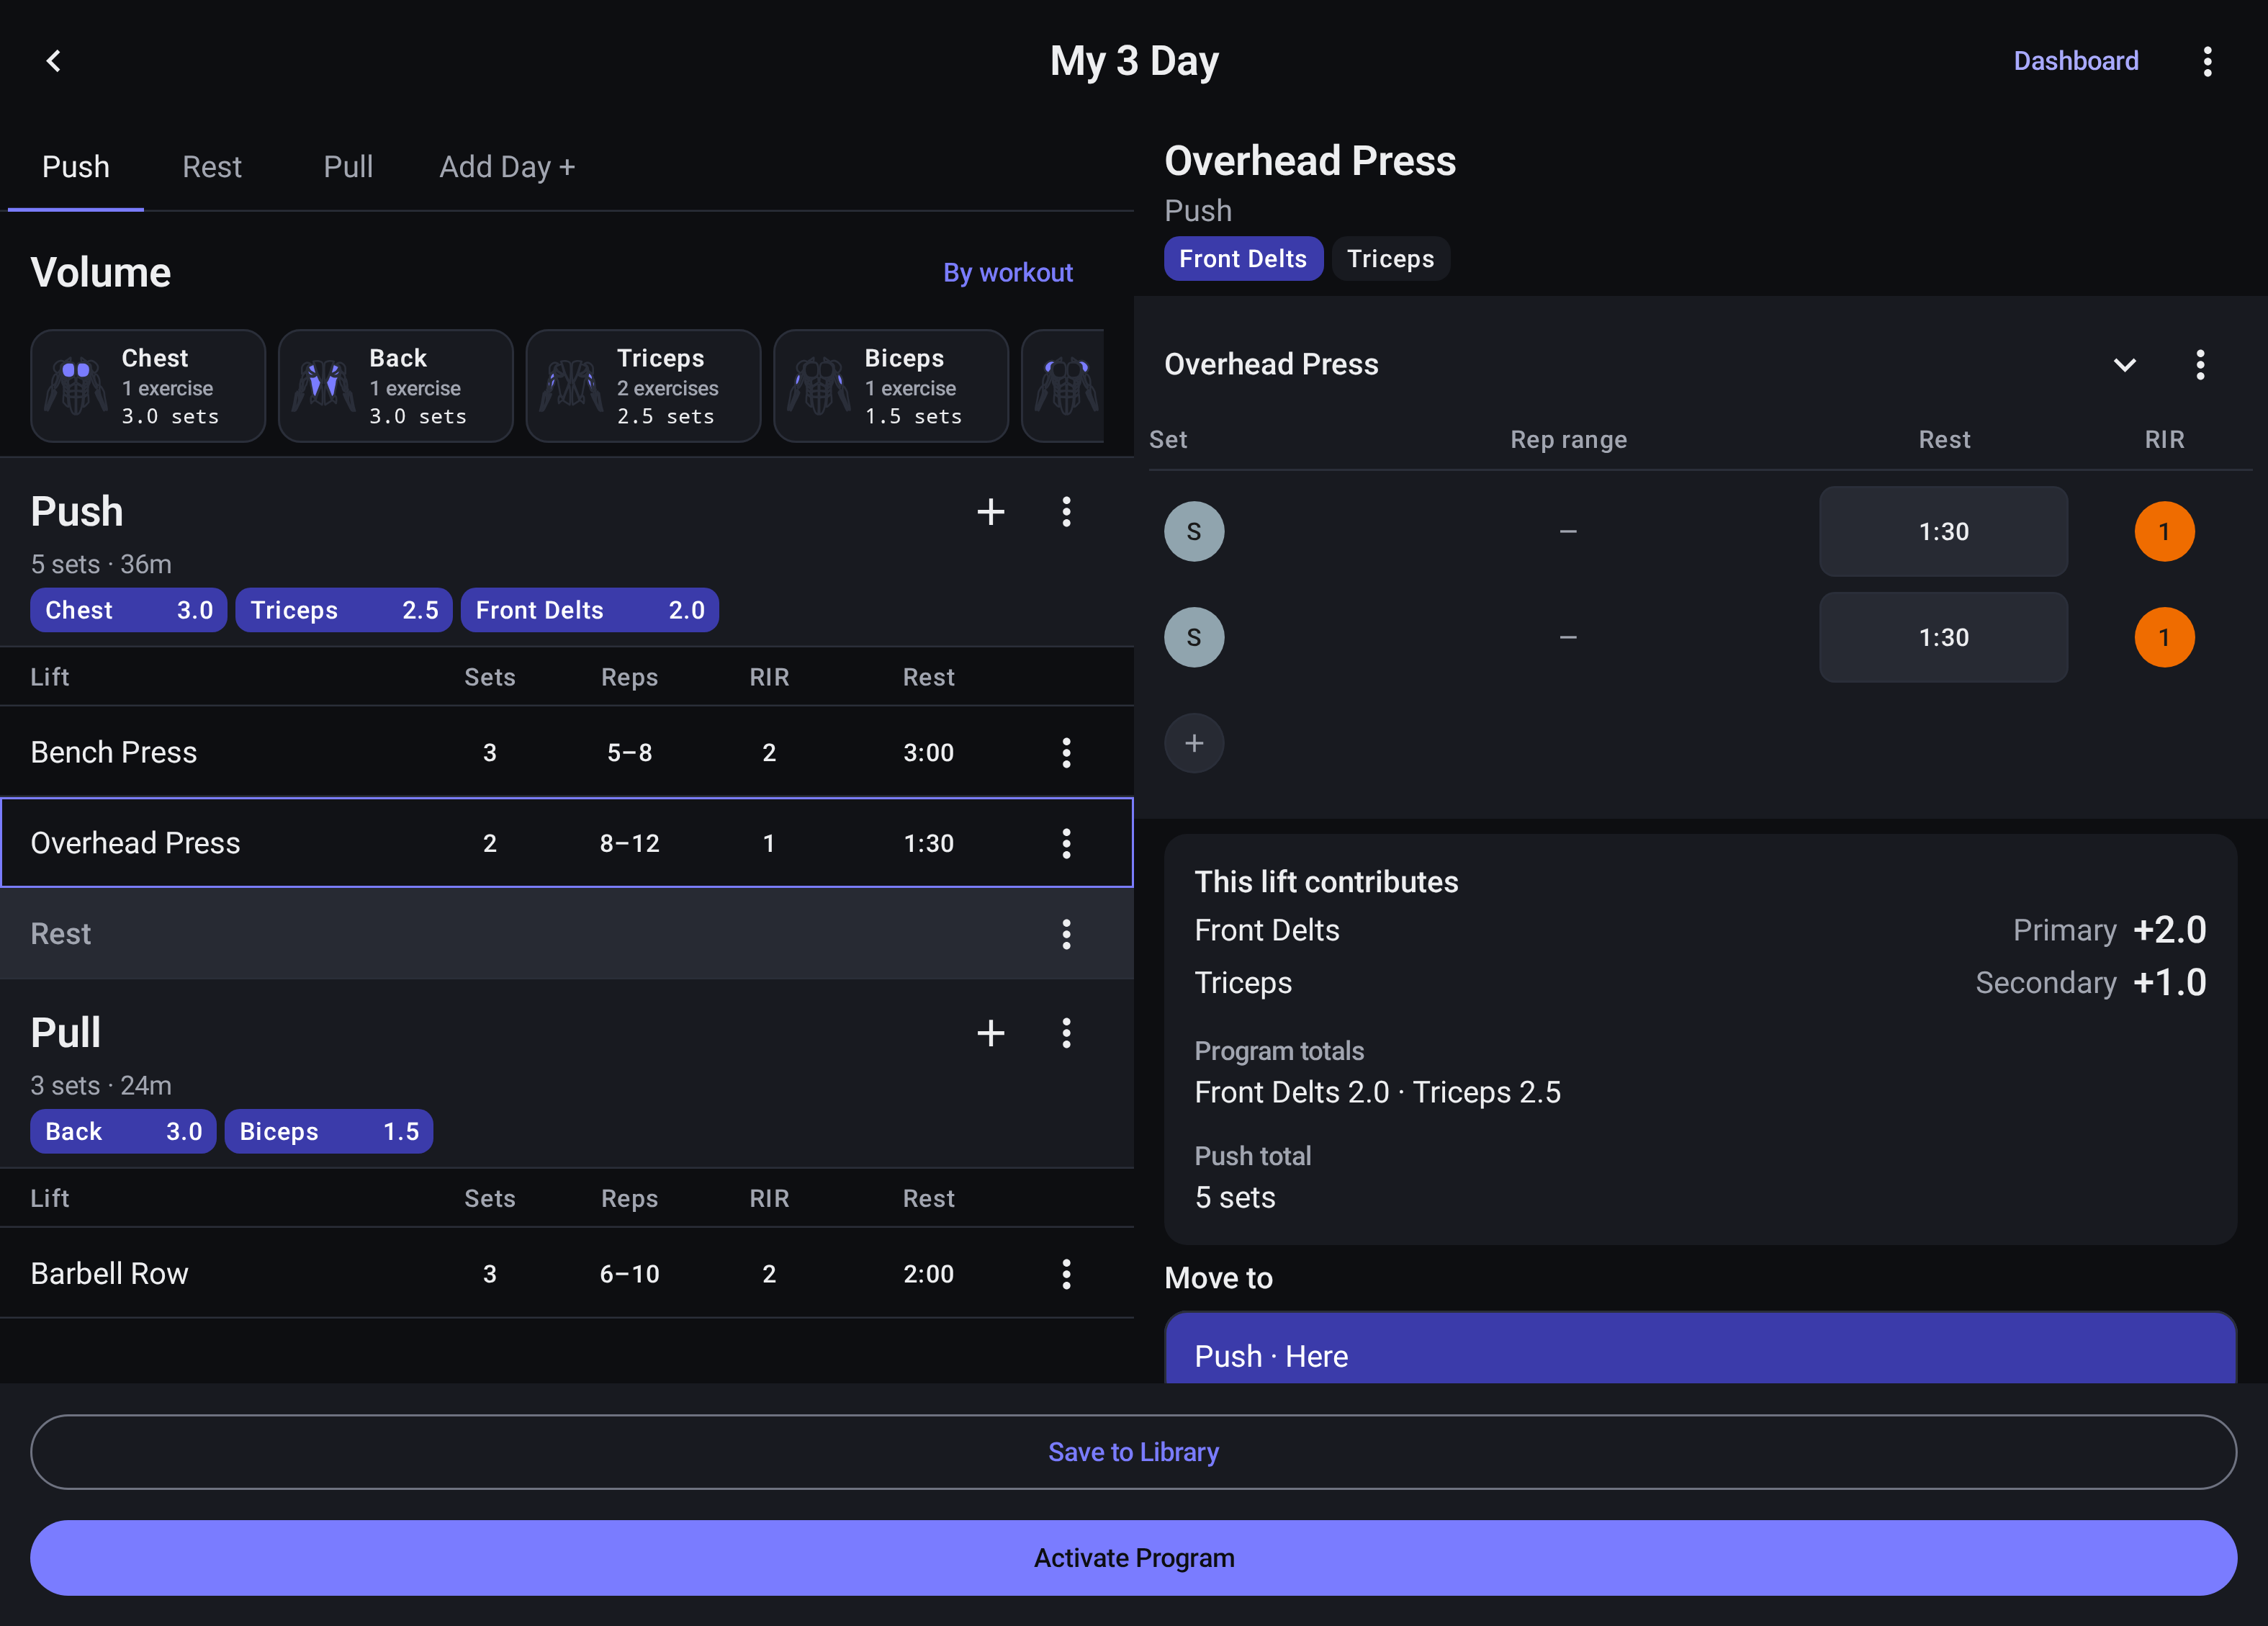 My 3 Day
Dashboard
Push
Rest
Pull
Add Day +
Volume
By workout
Chest
1 exercise
3.0 sets
Back
1 exercise
3.0 sets
Triceps
2 exercises
2.5 sets
Biceps
1 exercise
1.5 sets
Push
5 sets · 36m
Chest 3.0
Triceps 2.5
Front Delts 2.0
Lift Sets Reps RIR Rest
Bench Press 3 5–8 2 3:00
Overhead Press 2 8–12 1 1:30
Rest
Pull
3 sets · 24m
Back 3.0
Biceps 1.5
Lift Sets Reps RIR Rest
Barbell Row 3 6–10 2 2:00
Overhead Press
Push
Front Delts
Triceps
Overhead Press
Set Rep range Rest RIR
S – 1:30 1
S – 1:30 1
+
This lift contributes
Front Delts Primary +2.0
Triceps Secondary +1.0
Program totals
Front Delts 2.0 · Triceps 2.5
Push total
5 sets
Move to
Push · Here
Save to Library
Activate Program